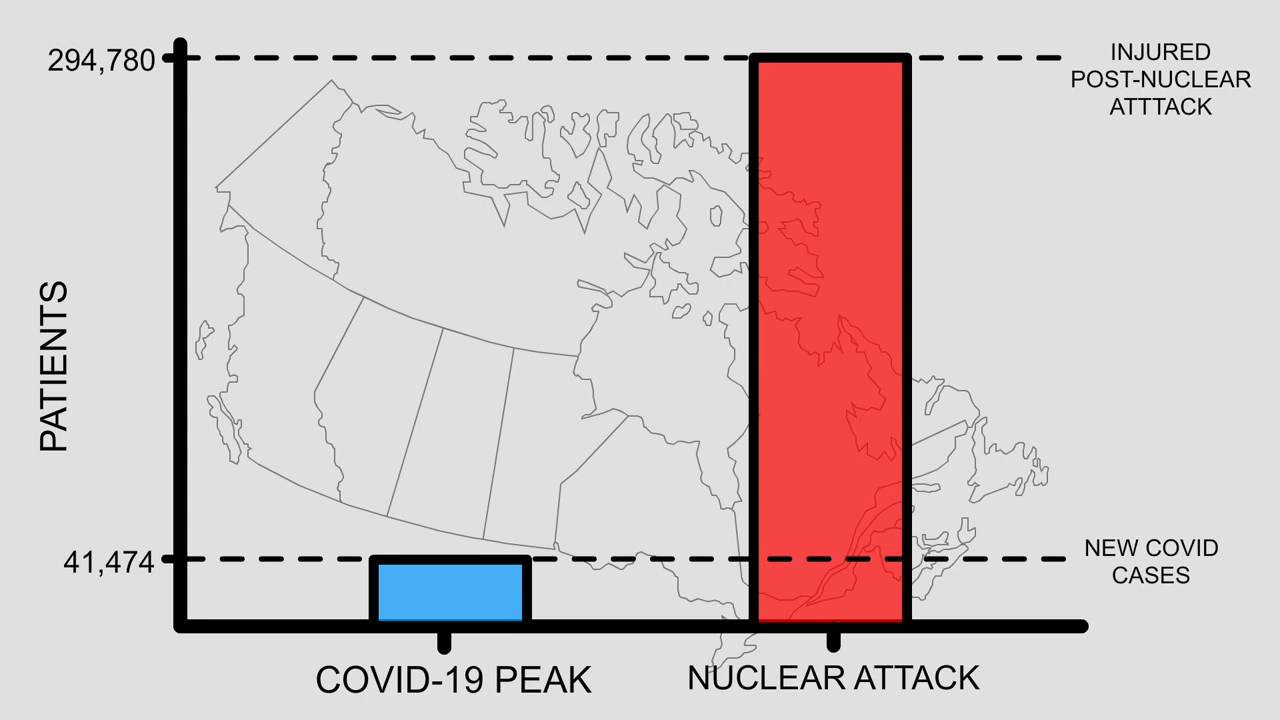 294,780
INJURED
POST-NUCLEAR
ATTTACK
PATIENTS
41,474
NEW COVID
CASES
COVID-19 PEAK
NUCLEAR ATTACK